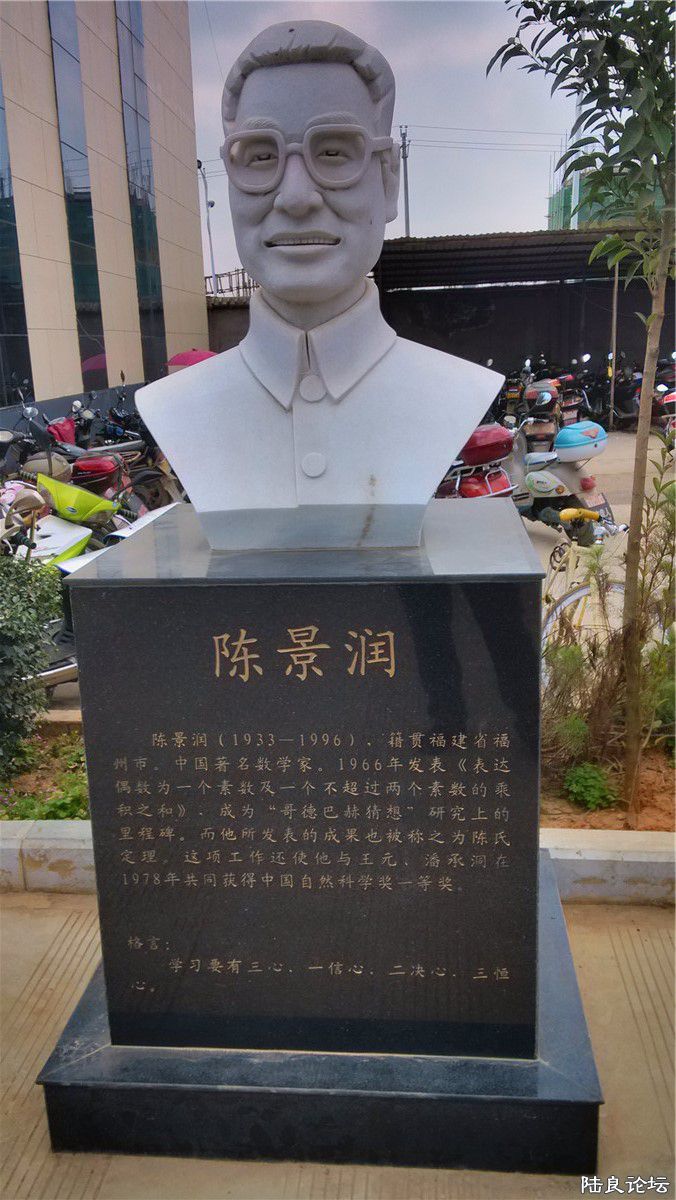 陈景润
陈景润（1933—1996），籍贯福建省福
州市。中国著名数学家。1966年发表《表达
偶数为一个素数及一个不超过两个素数的乘
积之和》，成为“哥德巴赫猜想”研究上的
里程碑。而他所发表的成果也被称之为陈氏
定理。这项工作还使他与王元、潘承洞在
1978年共同获得中国自然科学奖一等奖。
格言：
学习要有三心，一信心，二决心，三恒
心。
陆良论坛